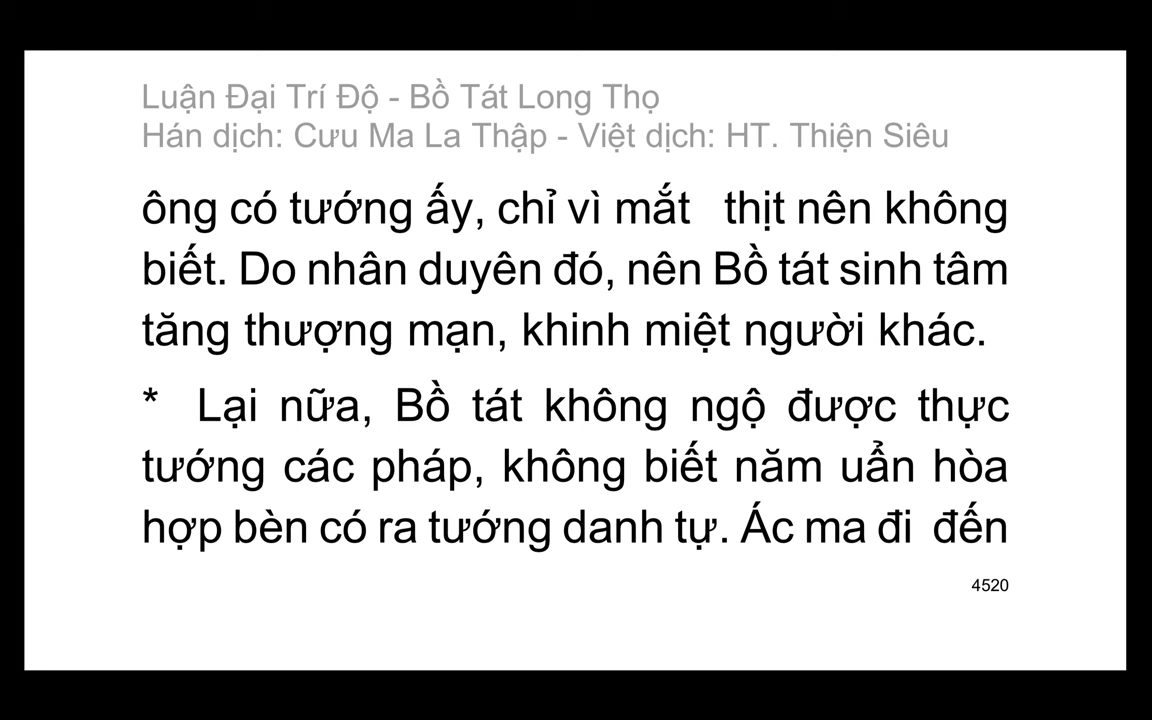 Luận Đại Trí Độ - Bồ Tát Long Thọ
Hán dịch: Cưu Ma La Thập - Việt dịch: HT. Thiện Siêu
ông có tướng ấy, chỉ vì mắt thịt nên không
biết. Do nhân duyên đó, nên Bồ tát sinh tâm
tăng thượng mạn, khinh miệt người khác.
* Lại nữa, Bồ tát không ngộ được thực
tướng các pháp, không biết năm uẩn hòa
hợp bèn có ra tướng danh tự. Ác ma đi đến
4520